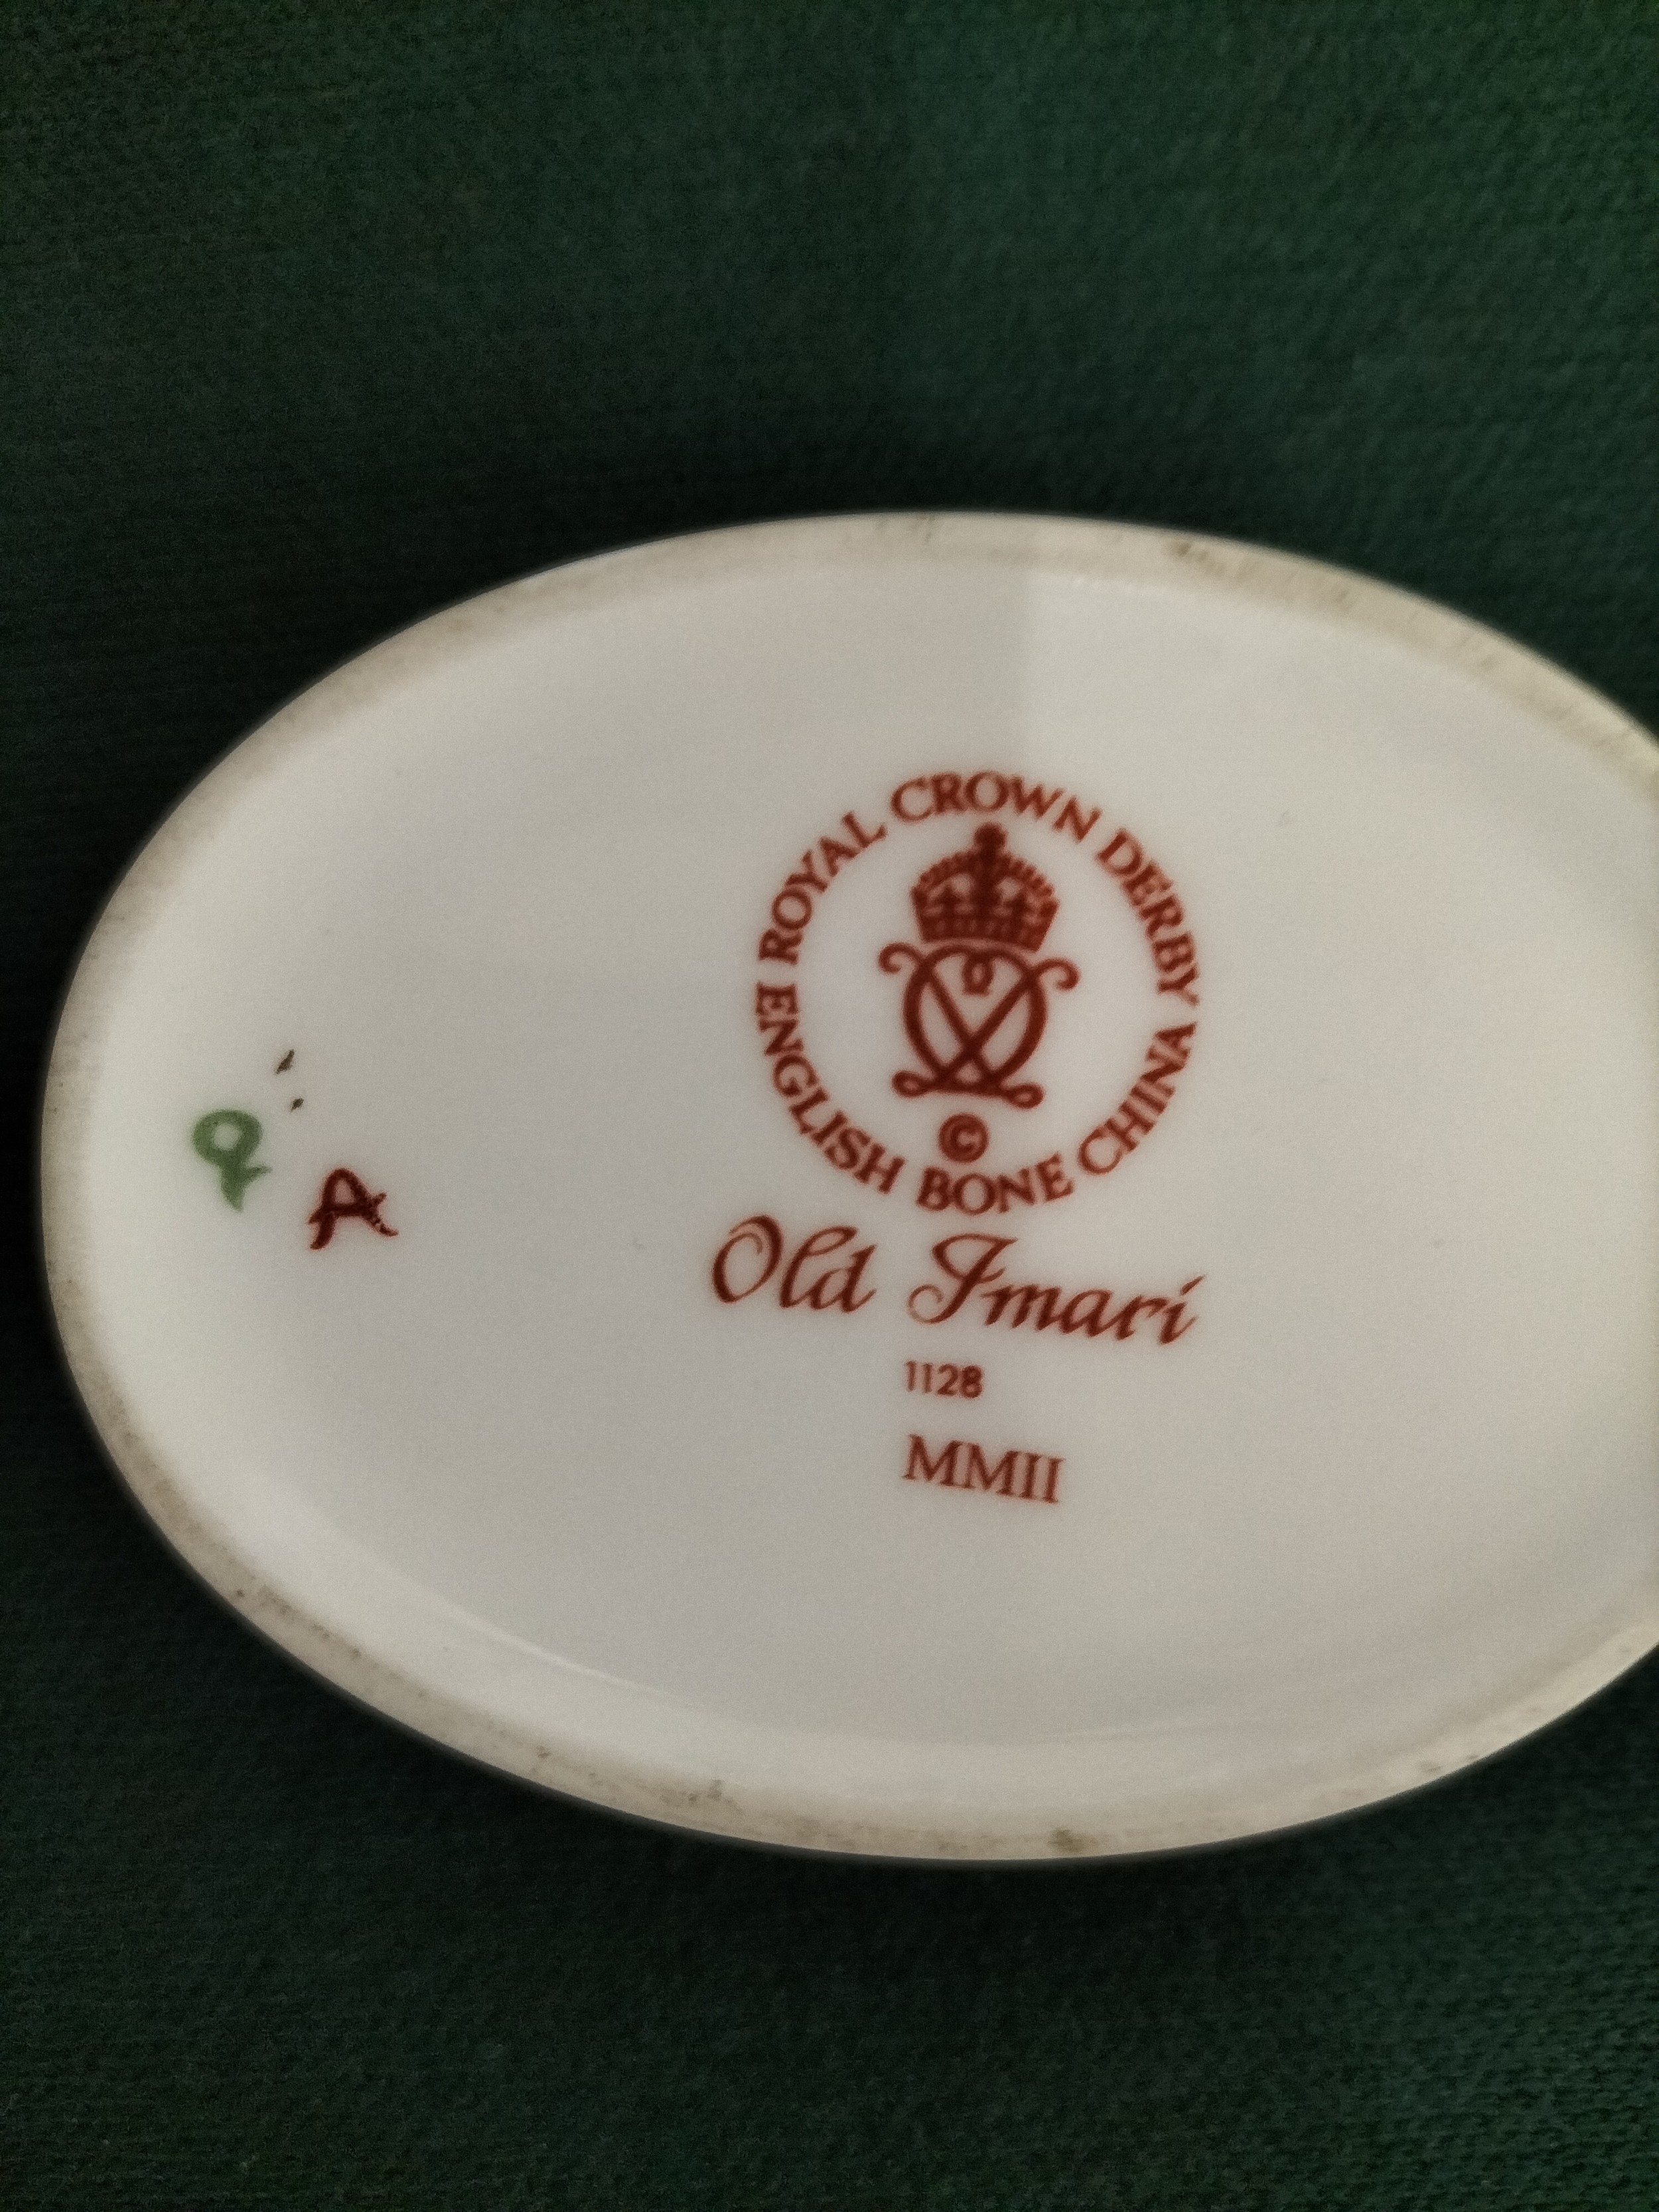 ROYAL CROWN DERBY
ENGLISH BONE CHINA
©
Old Imari
1128
MMII
A